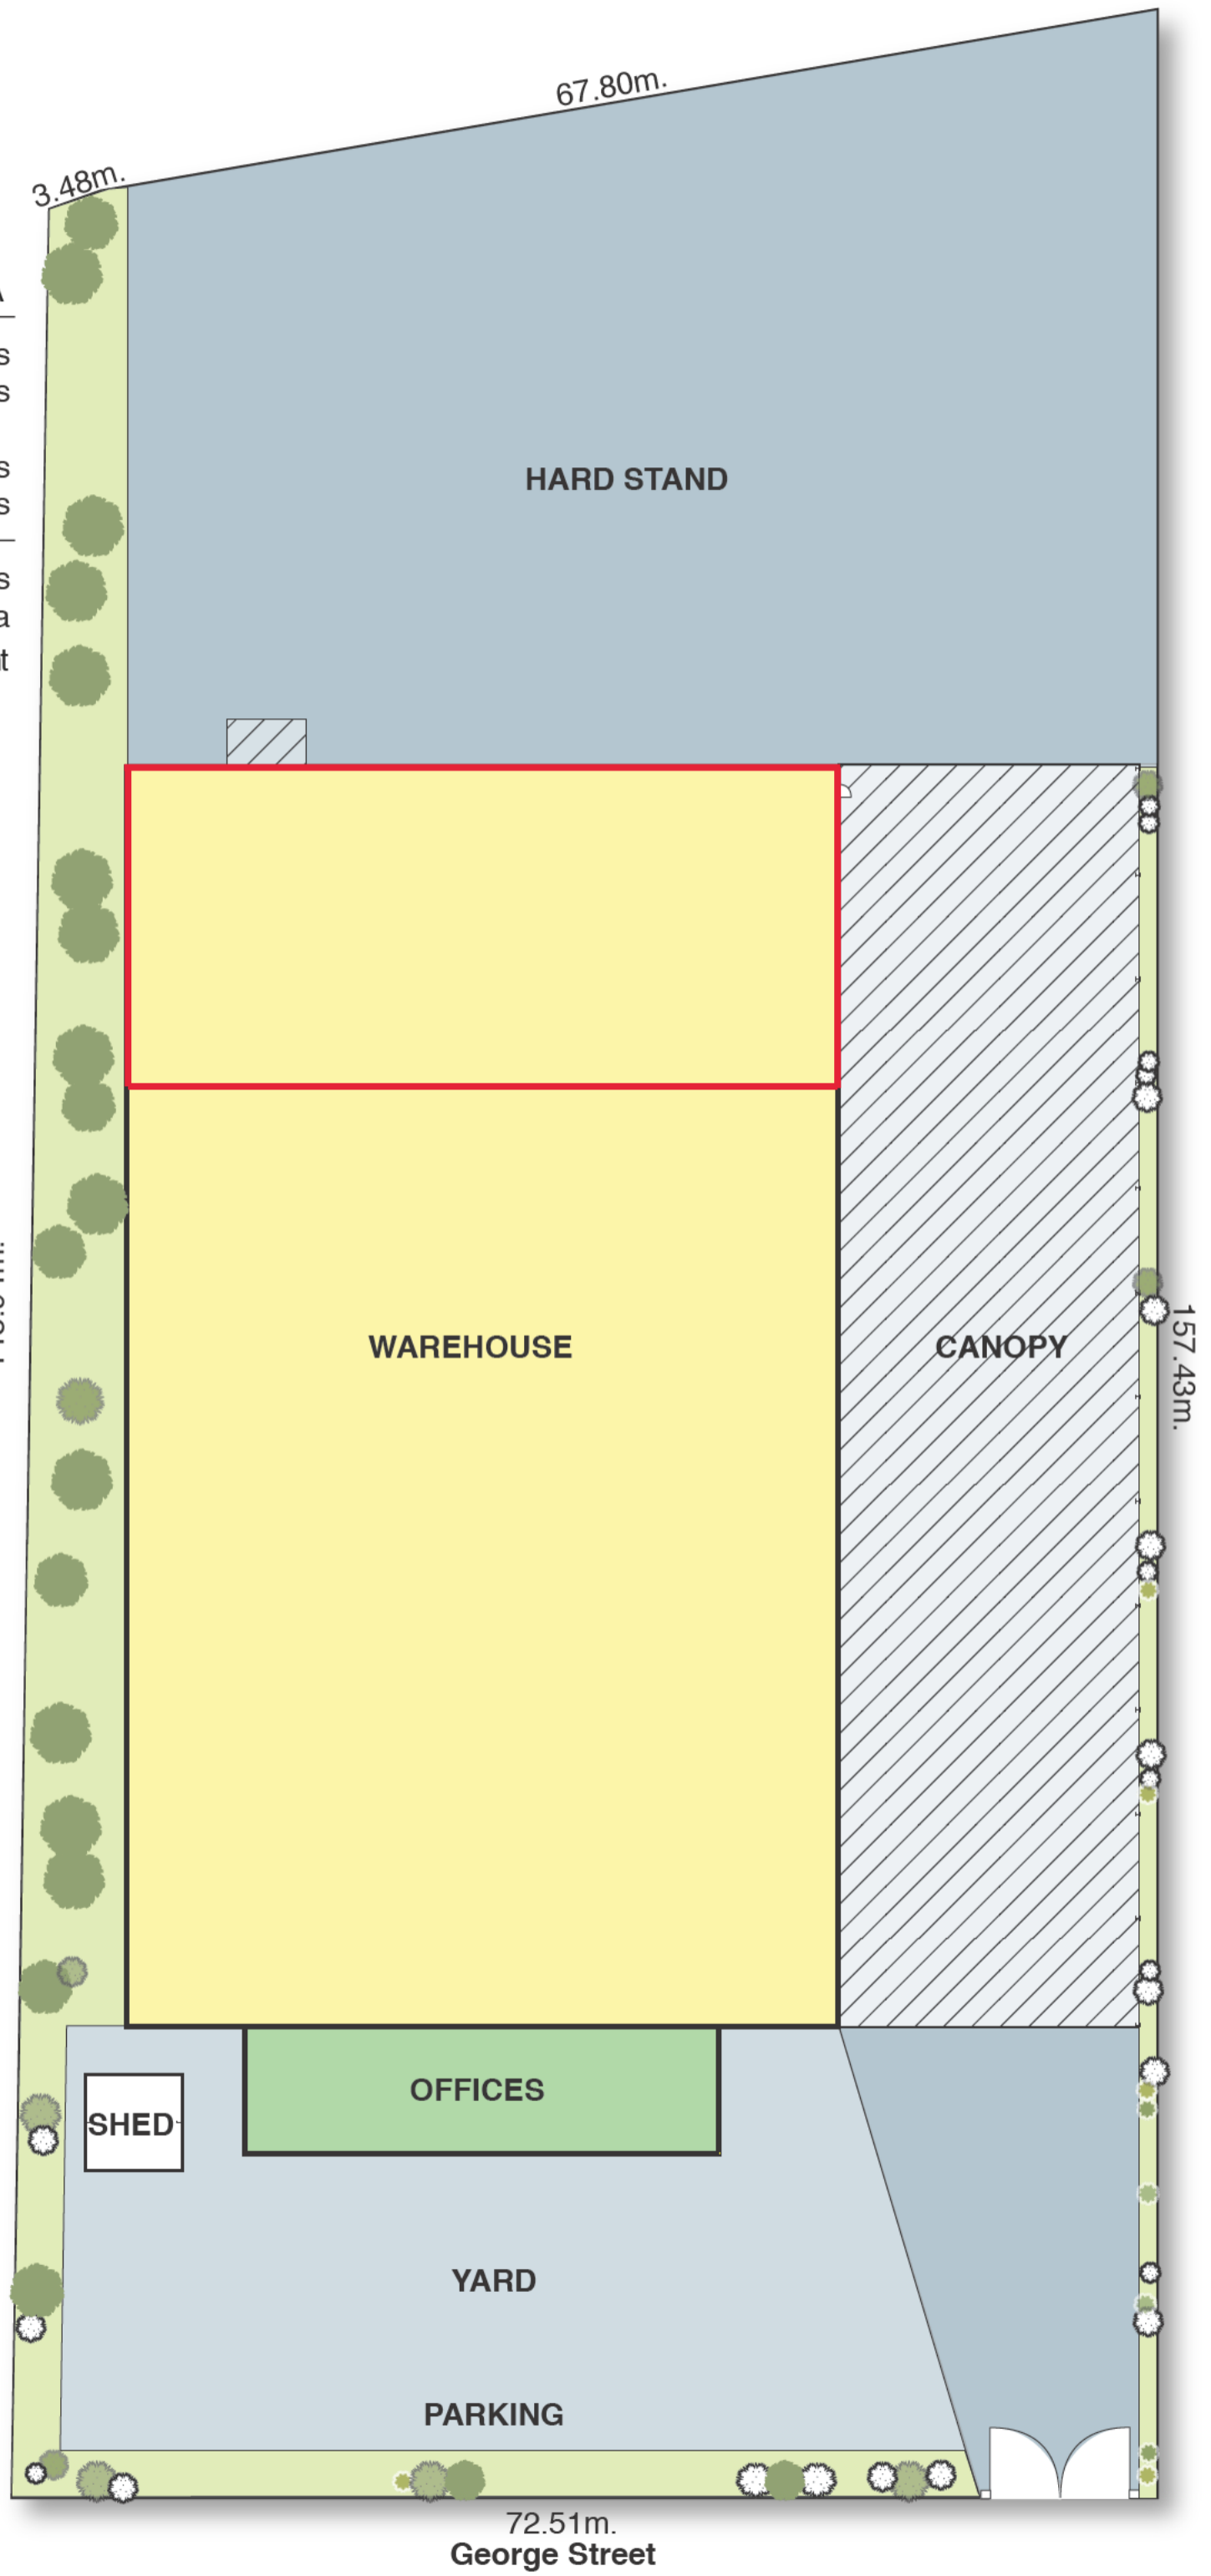 67.80m.
3.48m.
HARD STAND
WAREHOUSE
CANOPY
157.43m.
OFFICES
SHED
YARD
PARKING
72.51m.
George Street